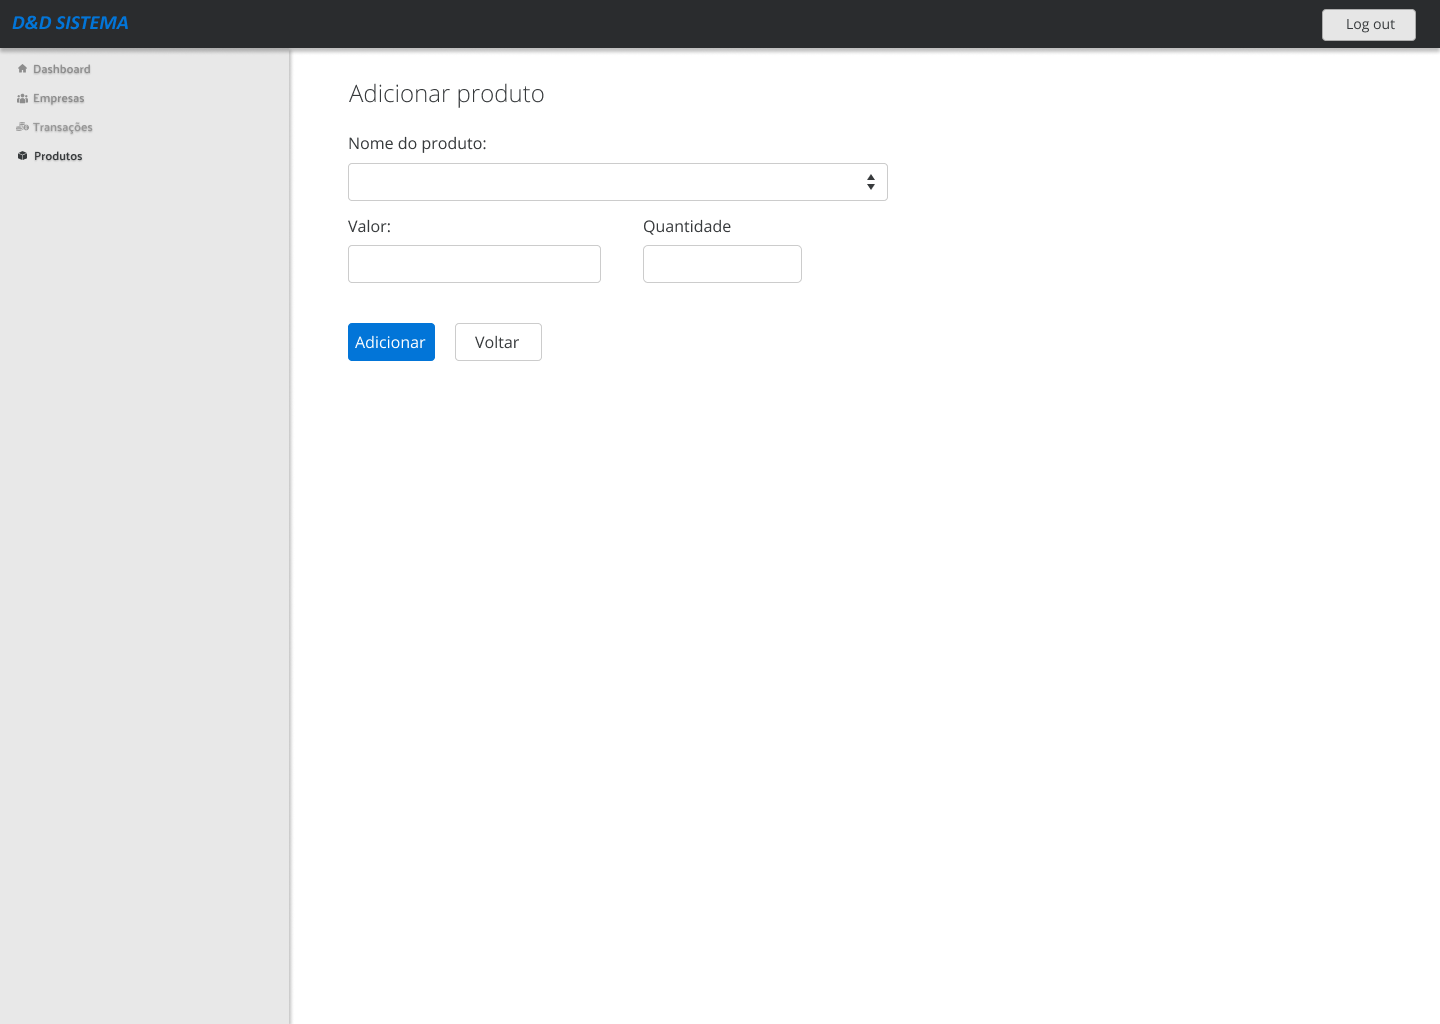 D&D SISTEMA
Log out
Dashboard
Empresas
Transações
Produtos
Adicionar produto
Nome do produto:
Valor:
Quantidade
Adicionar
Voltar